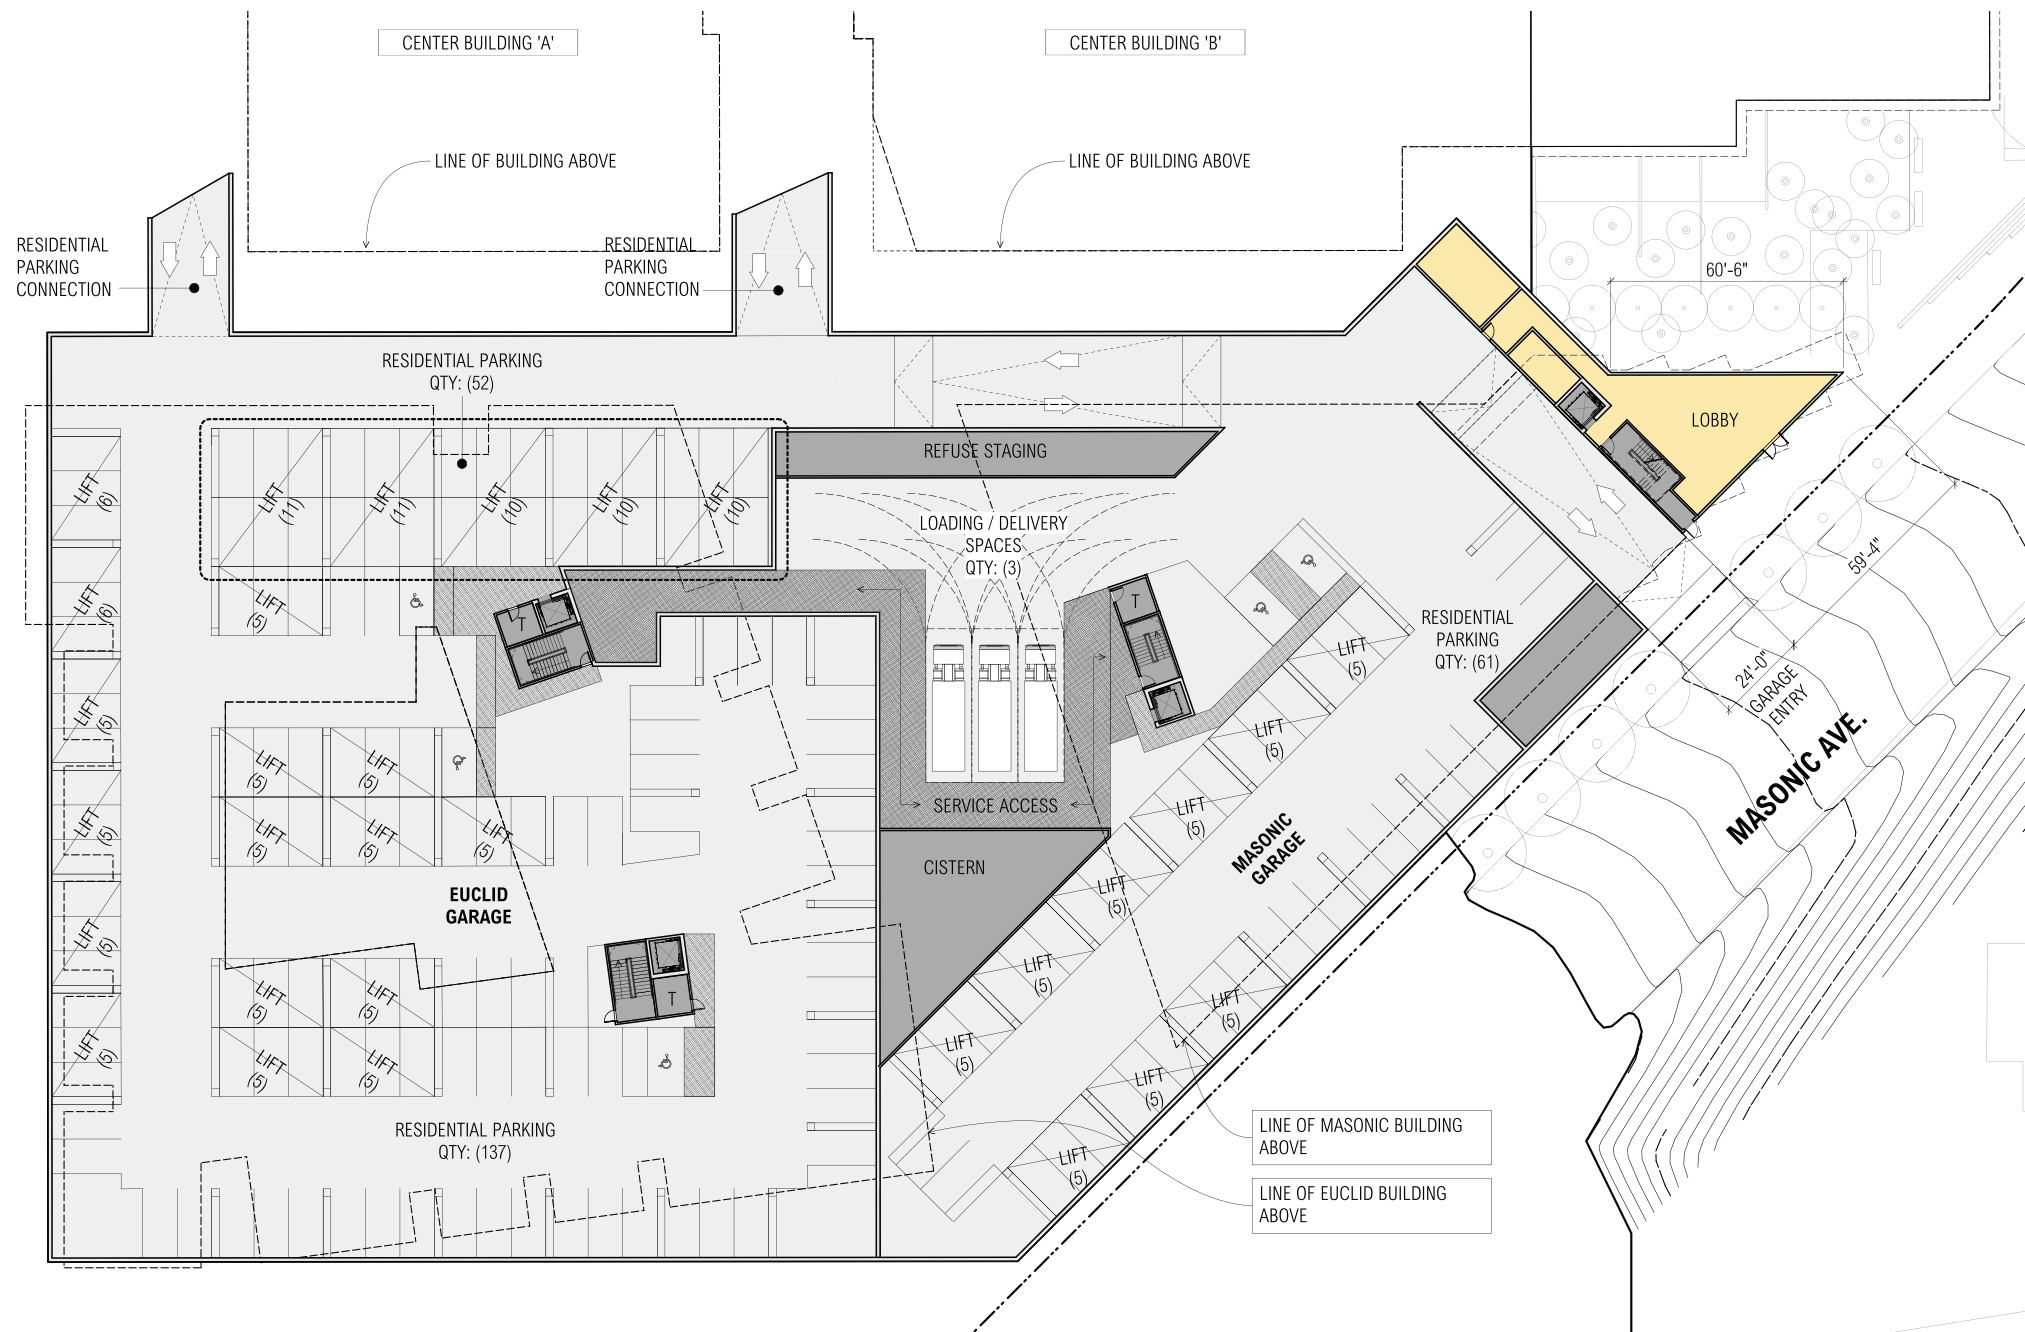 CENTER BUILDING 'A'
CENTER BUILDING 'B'
LINE OF BUILDING ABOVE
LINE OF BUILDING ABOVE
RESIDENTIAL
PARKING
CONNECTION
RESIDENTIAL
PARKING
CONNECTION
60'-6"
RESIDENTIAL PARKING
QTY: (52)
LOBBY
REFUSE STAGING
LIFT
(6)
LIFT
(11)
LIFT
(11)
LIFT
(10)
LIFT
(10)
LIFT
(10)
LOADING / DELIVERY
SPACES
QTY: (3)
59'-4"
LIFT
(6)
LIFT
(5)
T
T
RESIDENTIAL
PARKING
QTY: (61)
LIFT
(5)
24'-0"
GARAGE
ENTRY
MASONIC AVE.
LIFT
(5)
LIFT
(5)
LIFT
(5)
LIFT
(5)
LIFT
(5)
LIFT
(5)
LIFT
(5)
LIFT
(5)
LIFT
(5)
SERVICE ACCESS
LIFT
(5)
MASONIC
GARAGE
CISTERN
LIFT
(5)
EUCLID
GARAGE
LIFT
(5)
LIFT
(5)
LIFT
(5)
LIFT
(5)
T
LIFT
(5)
LIFT
(5)
LIFT
(5)
LIFT
(5)
LIFT
(5)
LIFT
(5)
LIFT
(5)
RESIDENTIAL PARKING
QTY: (137)
LIFT
(5)
LINE OF MASONIC BUILDING
ABOVE
LINE OF EUCLID BUILDING
ABOVE